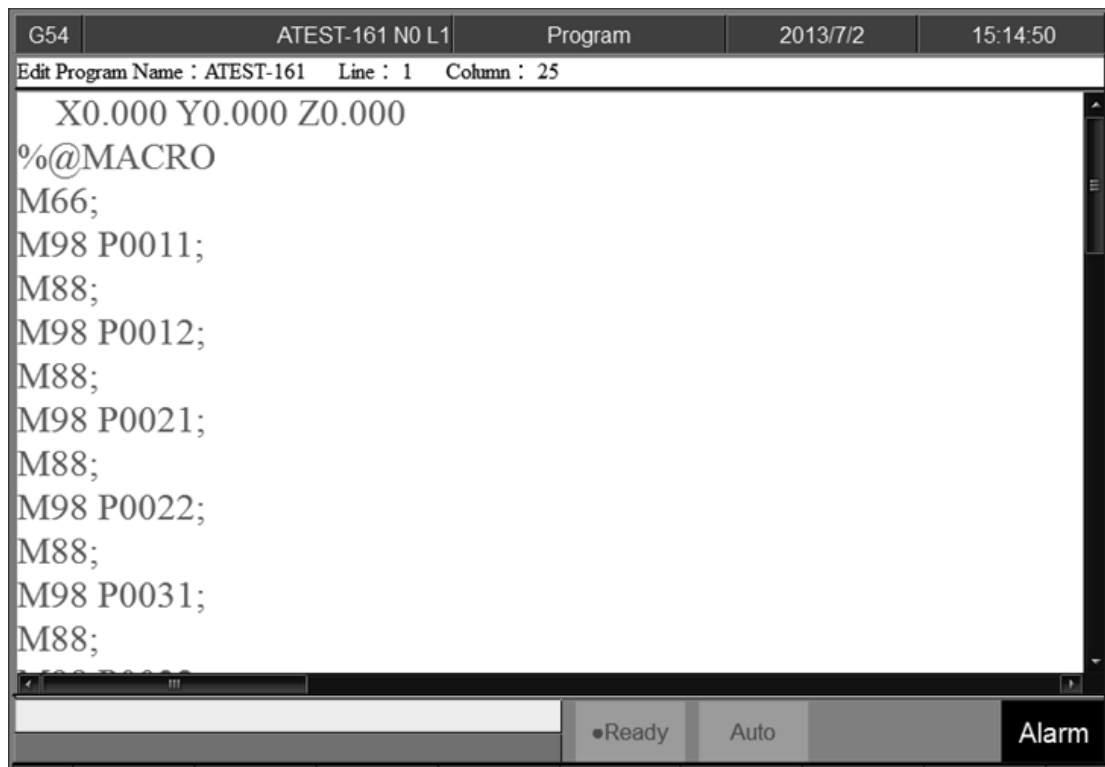 G54 ATEST-161 N0 L1 Program 2013/7/2 15:14:50
Edit Program Name：ATEST-161 Line： 1 Column： 25
X0.000 Y0.000 Z0.000
%@MACRO
M66;
M98 P0011;
M88;
M98 P0012;
M88;
M98 P0021;
M88;
M98 P0022;
M88;
M98 P0031;
M88;
●Ready Auto Alarm